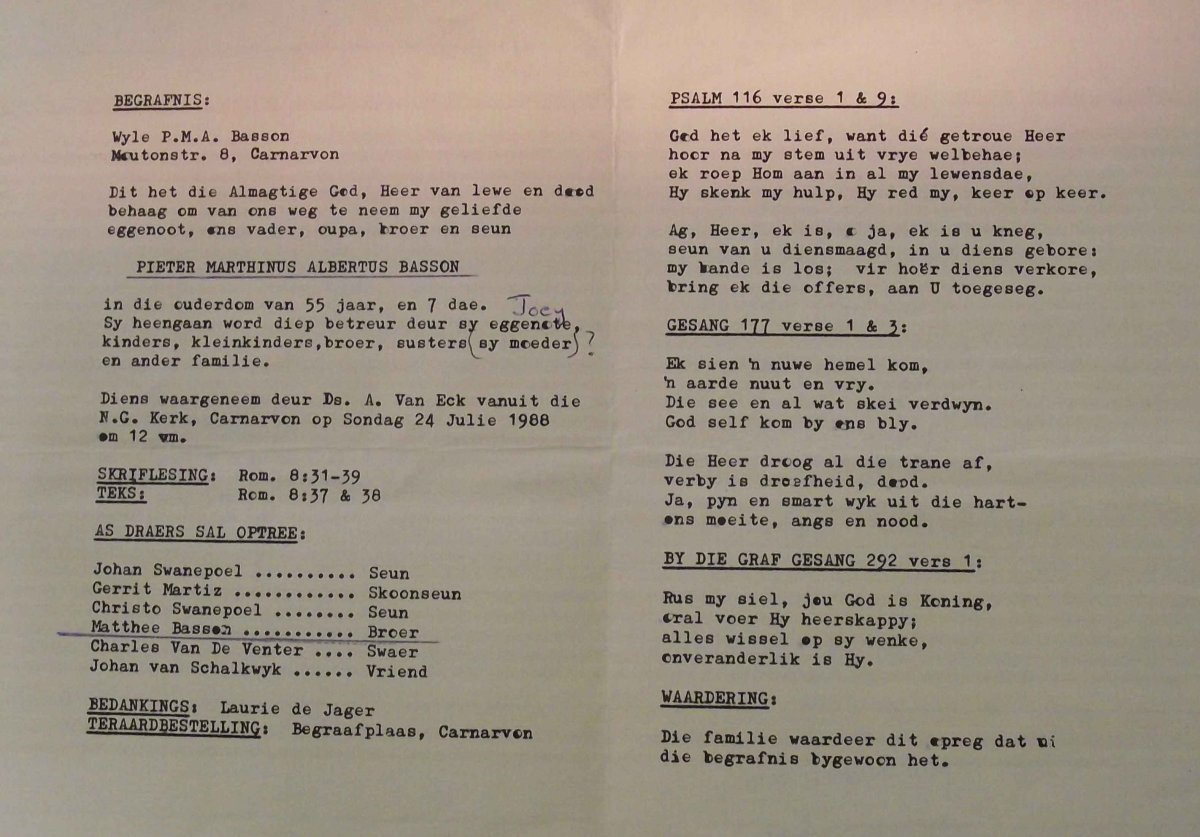 BEGRAFNIS:
Wyle P.M.A. Basson
Moutonstr. 8, Carnarvon
Dit het die Almagtige God, Heer van lewe en dood
behaag om van ons weg te neem my geliefde
eggenoot, ons vader, oupa, broer en seun
PIETER MARTHINUS ALBERTUS BASSON
in die ouderdom van 55 jaar, en 7 dae.
Joey
Sy heengaan word diep betreur deur sy eggenote,
kinders, kleinkinders,broer, susters (sy moeder) ?
en ander familie.
Diens waargeneem deur Ds. A. Van Eck vanuit die
N.G. Kerk, Carnarvon op Sondag 24 Julie 1988
om 12 vm.
SKRIFLESING: Rom. 8:31-39
TEKS: Rom. 8:37 & 38
AS DRAERS SAL OPTREE:
Johan Swanepoel .......... Seun
Gerrit Martiz ............ Skoonseun
Christo Swanepoel ........ Seun
Matthee Basson ........... Broer
Charles Van De Venter .... Swaer
Johan van Schalkwyk ...... Vriend
BEDANKINGS: Laurie de Jager
TERAARDBESTELLING: Begraafplaas, Carnarvon
PSALM 116 verse 1 & 9:
God het ek lief, want dié getroue Heer
hoor na my stem uit vrye welbehae;
ek roep Hom aan in al my lewensdae,
Hy skenk my hulp, Hy red my, keer op keer.
Ag, Heer, ek is, o ja, ek is u kneg,
seun van u diensmaagd, in u diens gebore:
my bande is los; vir hoër diens verkore,
bring ek die offers, aan U toegeseg.
GESANG 177 verse 1 & 3:
Ek sien 'n nuwe hemel kom,
'n aarde nuut en vry.
Die see en al wat skei verdwyn.
God self kom by ons bly.
Die Heer droog al die trane af,
verby is droefheid, dood.
Ja, pyn en smart wyk uit die hart-
ons moeite, angs en nood.
BY DIE GRAF GESANG 292 vers 1:
Rus my siel, jou God is Koning,
oral voer Hy heerskappy;
alles wissel op sy wenke,
onveranderlik is Hy.
WAARDERING:
Die familie waardeer dit opreg dat
die begrafnis bygewoon het.